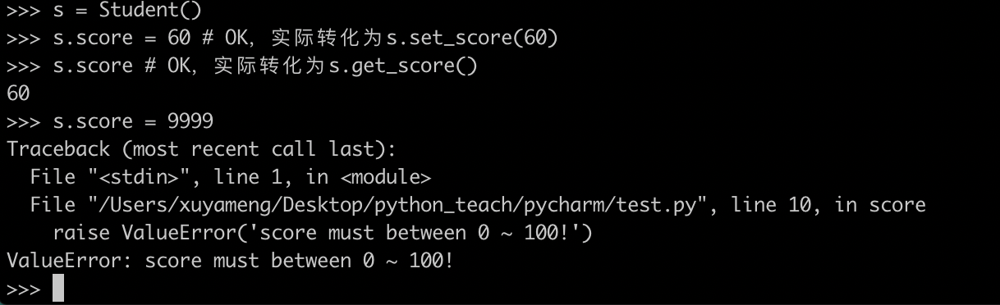 >>> s = Student()
>>> s.score = 60 # OK，实际转化为s.set_score(60)
>>> s.score # OK，实际转化为s.get_score()
60
>>> s.score = 9999
Traceback (most recent call last):
  File "<stdin>", line 1, in <module>
  File "/Users/xuyameng/Desktop/python_teach/pycharm/test.py", line 10, in score
    raise ValueError('score must between 0 ~ 100!')
ValueError: score must between 0 ~ 100!
>>>